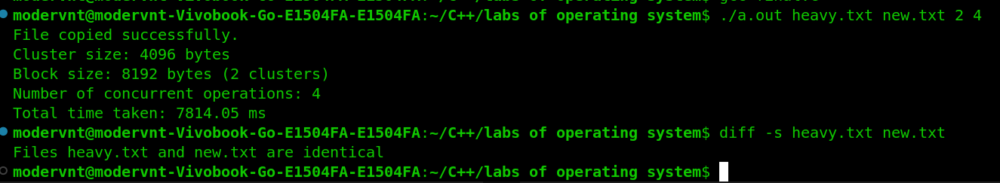 modervnt@modervnt-Vivobook-Go-E1504FA-E1504FA:~/C++/labs of operating system$ ./a.out heavy.txt new.txt 2 4
File copied successfully.
Cluster size: 4096 bytes
Block size: 8192 bytes (2 clusters)
Number of concurrent operations: 4
Total time taken: 7814.05 ms
modervnt@modervnt-Vivobook-Go-E1504FA-E1504FA:~/C++/labs of operating system$ diff -s heavy.txt new.txt
Files heavy.txt and new.txt are identical
modervnt@modervnt-Vivobook-Go-E1504FA-E1504FA:~/C++/labs of operating system$